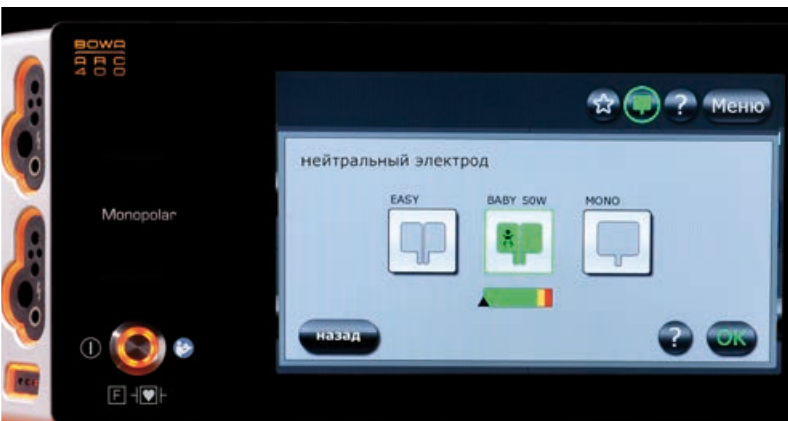 BOWA
ARC
400
Меню
?
нейтральный электрод
EASY
BABY 50W
MONO
Monopolar
назад
?
OK
F